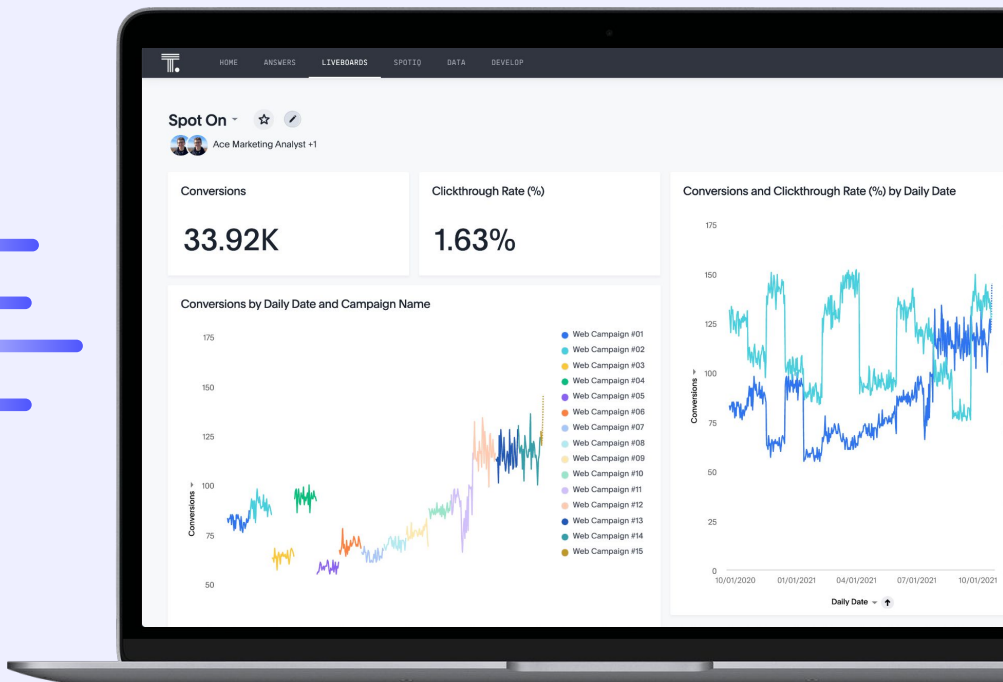 T.
HOME ANSWERS LIVEBOARDS SPOTIQ DATA DEVELOP
Spot On
Ace Marketing Analyst +1
Conversions
33.92K
Clickthrough Rate (%)
1.63%
Conversions by Daily Date and Campaign Name
175
150
125
100
75
50
Conversions
Web Campaign #01
Web Campaign #02
Web Campaign #03
Web Campaign #04
Web Campaign #05
Web Campaign #06
Web Campaign #07
Web Campaign #08
Web Campaign #09
Web Campaign #10
Web Campaign #11
Web Campaign #12
Web Campaign #13
Web Campaign #14
Web Campaign #15
Conversions and Clickthrough Rate (%) by Daily Date
175
150
125
100
75
50
25
0
Conversions
10/01/2020 01/01/2021 04/01/2021 07/01/2021 10/01/2021
Daily Date